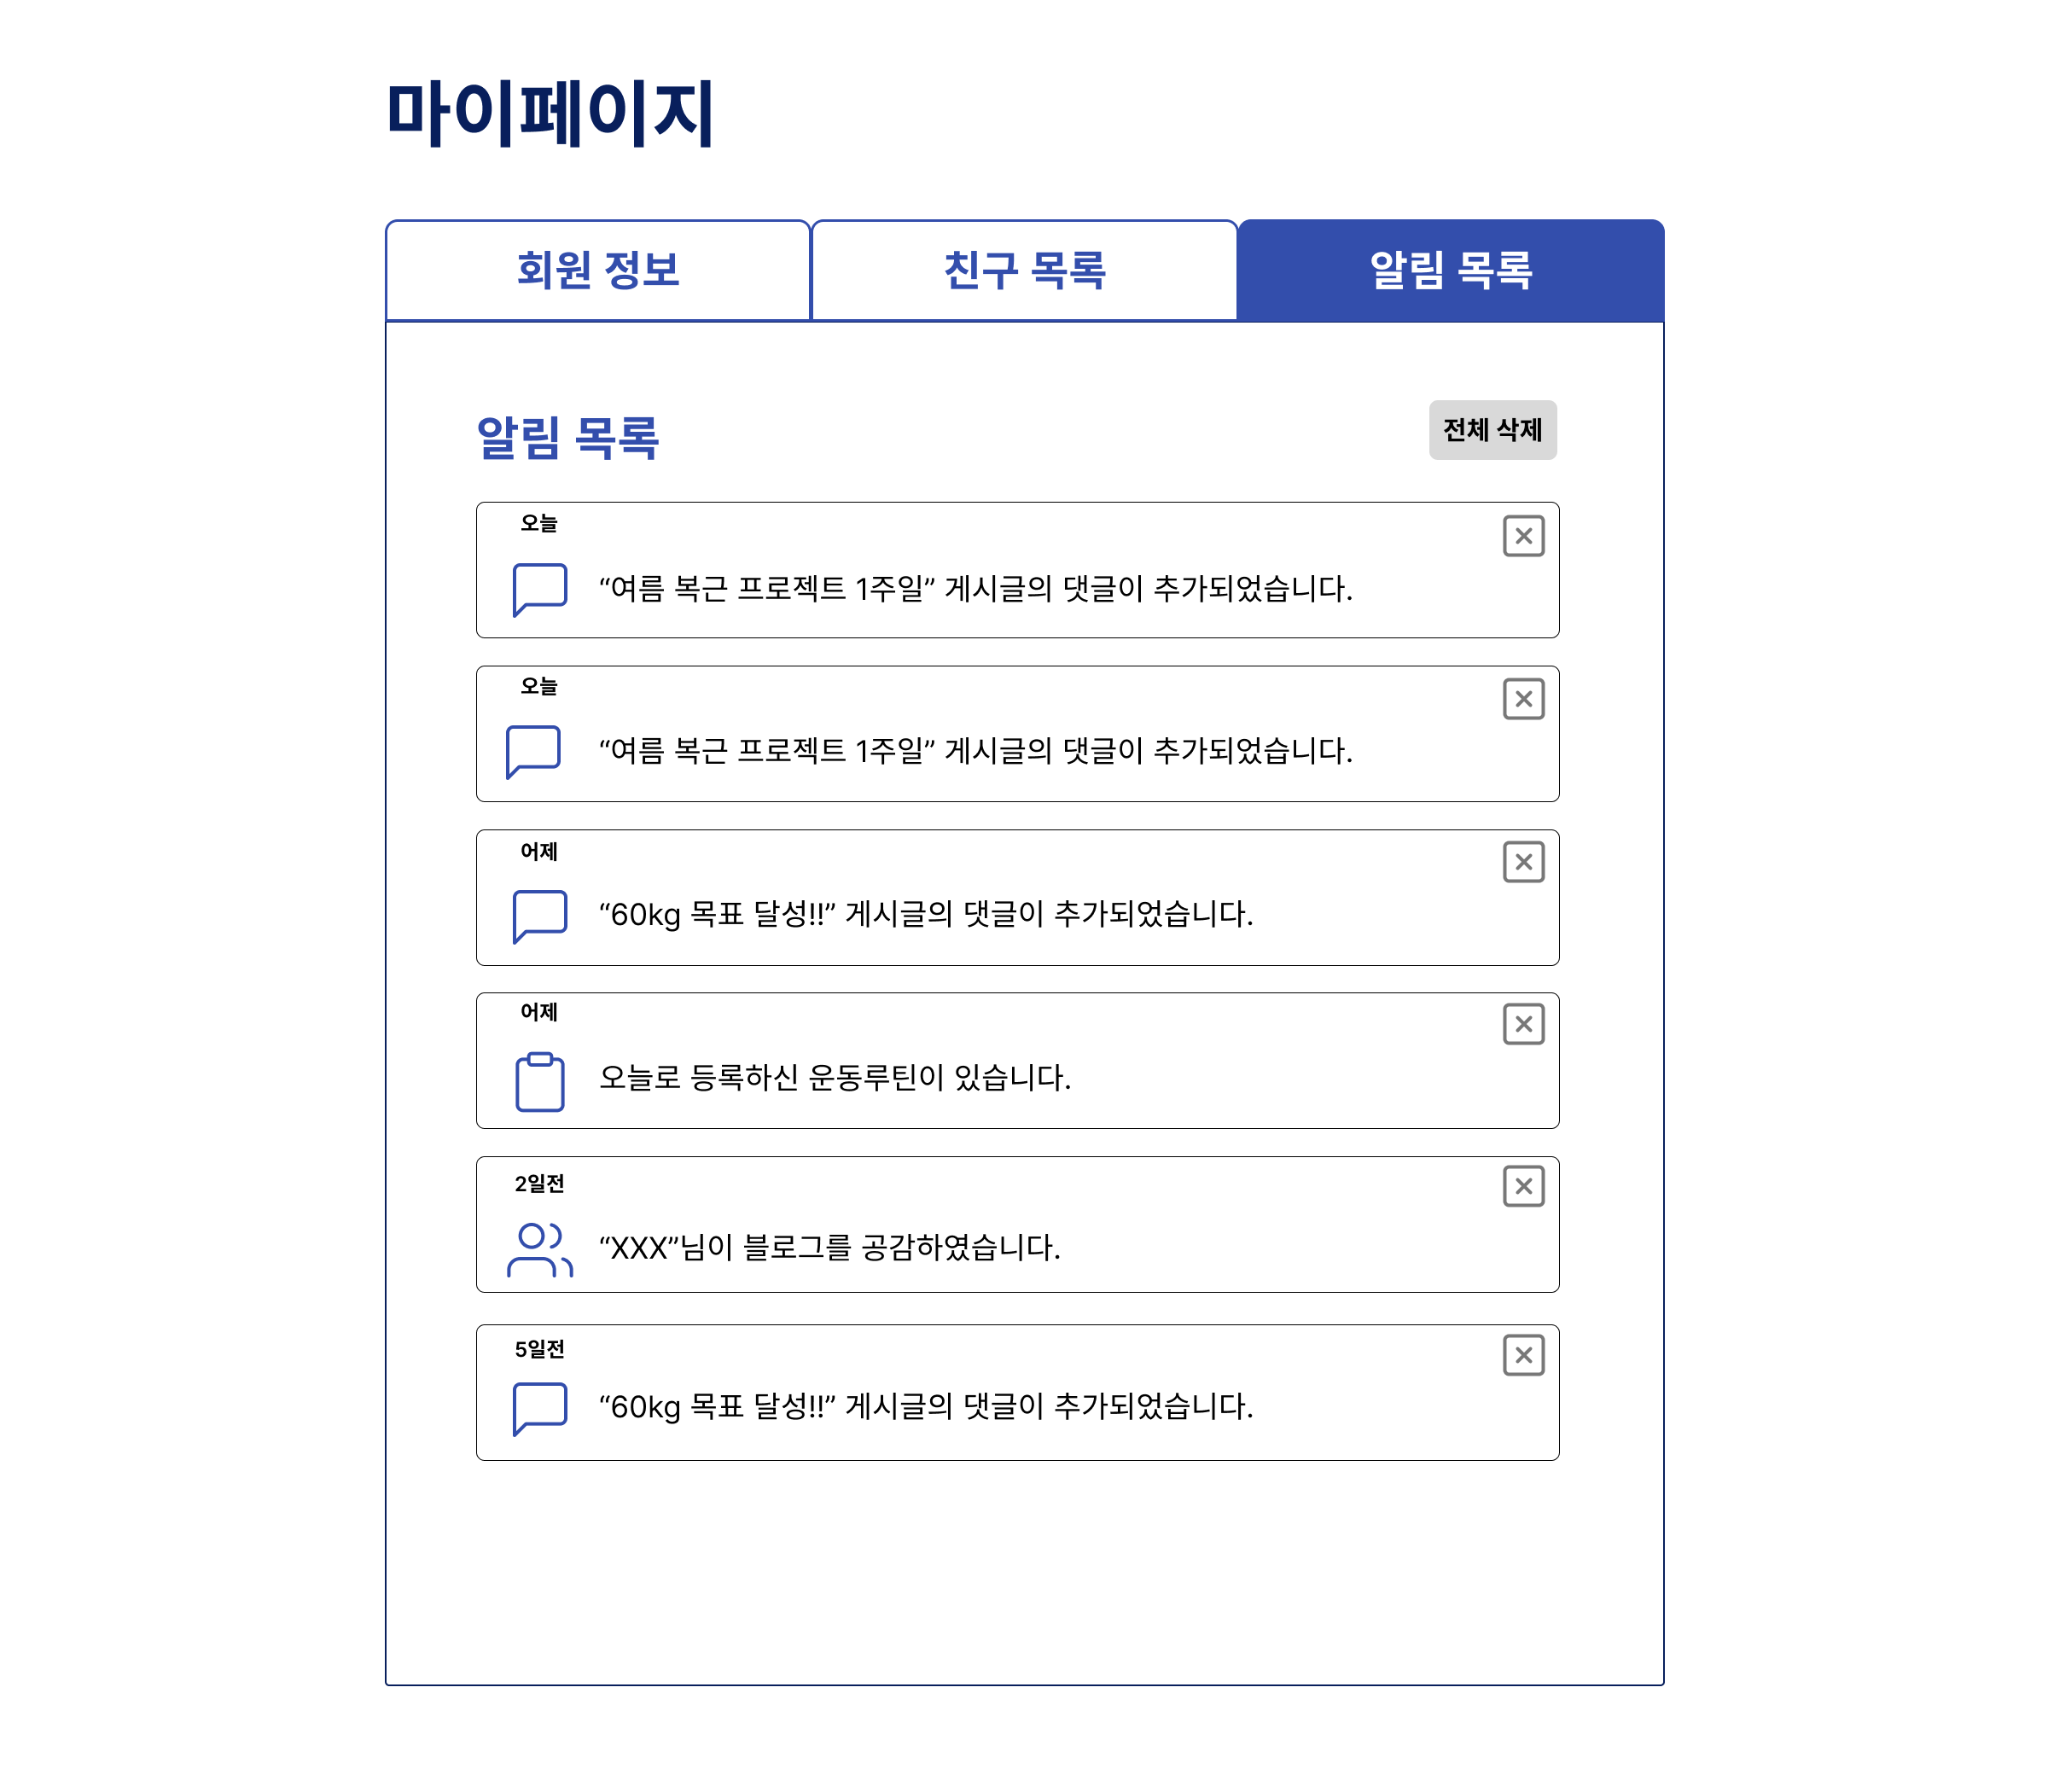 마이페이지
회원 정보
친구 목록
알림 목록
알림 목록
전체 삭제
오늘
“여름 복근 프로젝트 1주일” 게시글의 댓글이 추가되였습니다.
오늘
“여름 복근 프로젝트 1주일” 게시글의 댓글이 추가되였습니다.
어제
“60kg 목표 달성!!” 게시글의 댓글이 추가되엇습니다.
어제
오늘로 등록하신 운동루틴이 있습니다.
2일전
“XXX”님이 블로그를 공감하였습니다.
5일전
“60kg 목표 달성!!” 게시글의 댓글이 추가되었습니다.